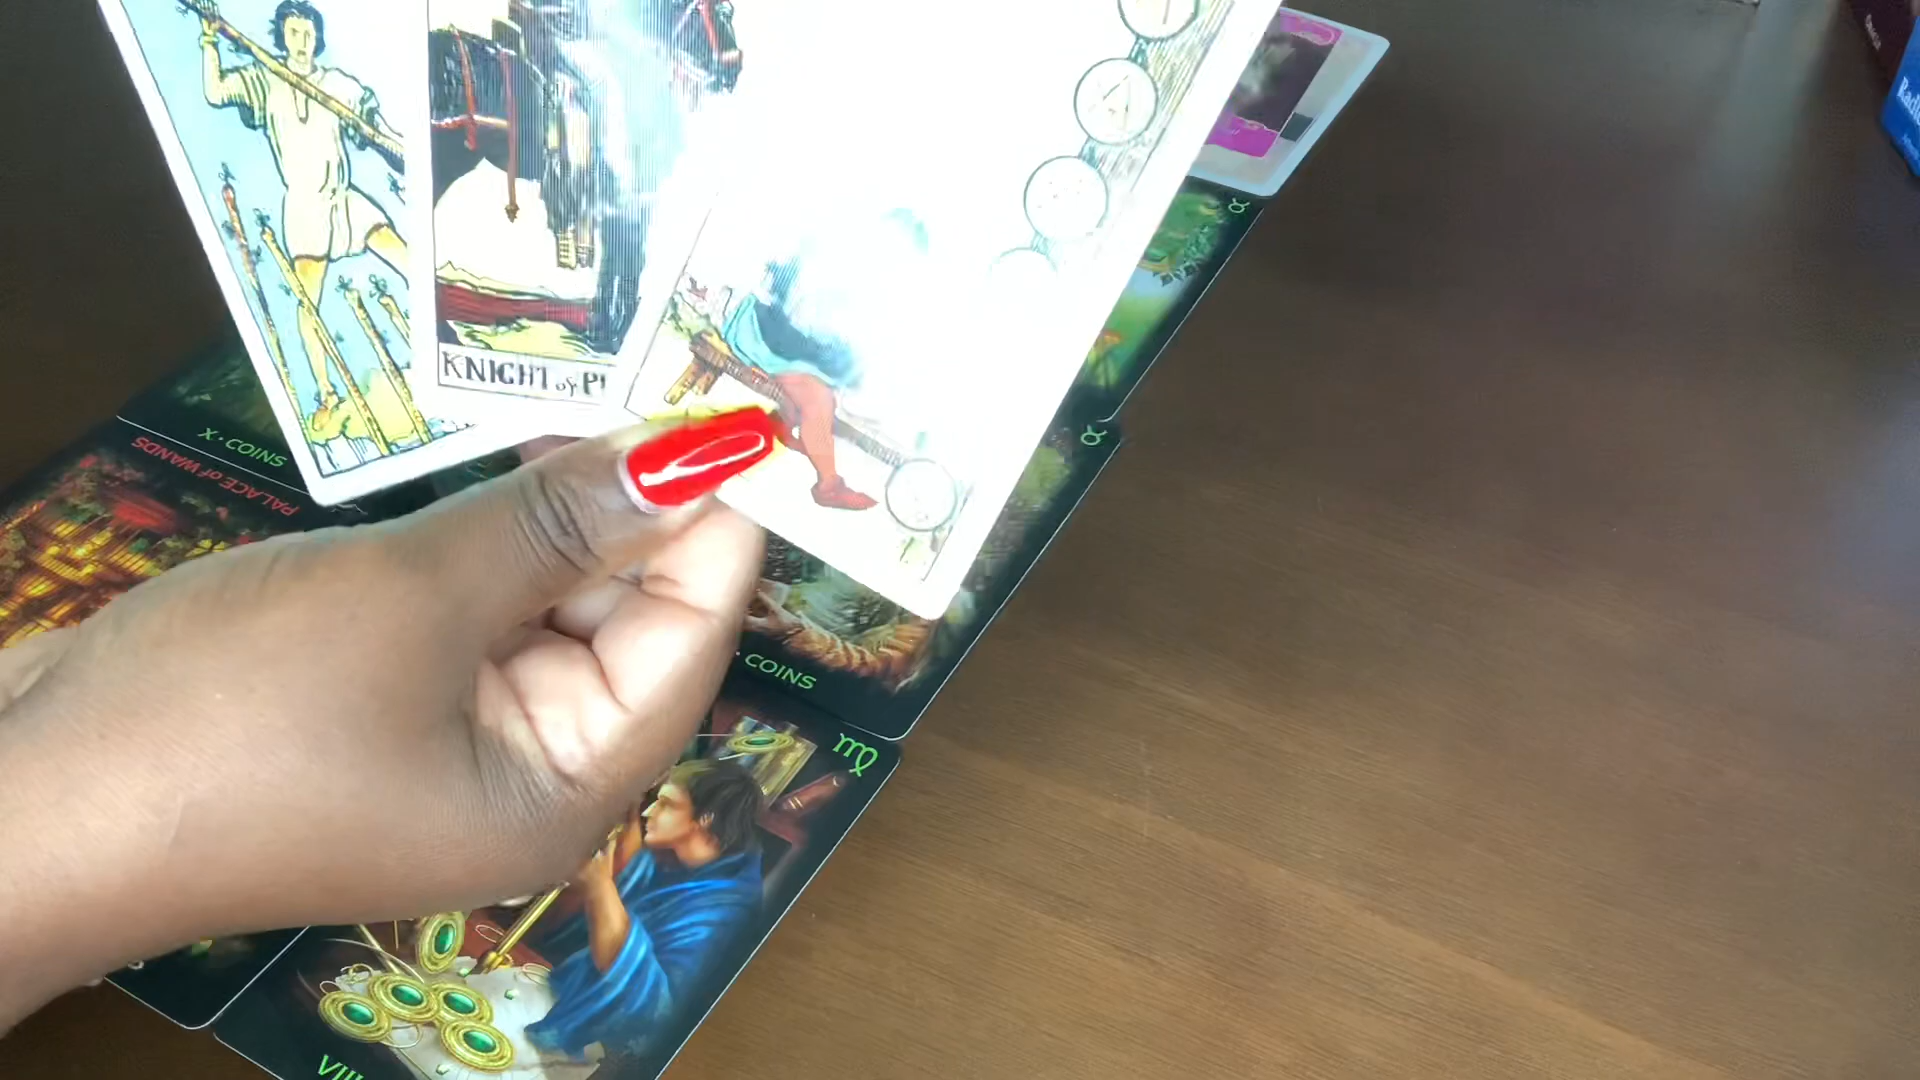 KNIGHT of P
X·COINS
PALACE of WANDS
· COINS
VIII